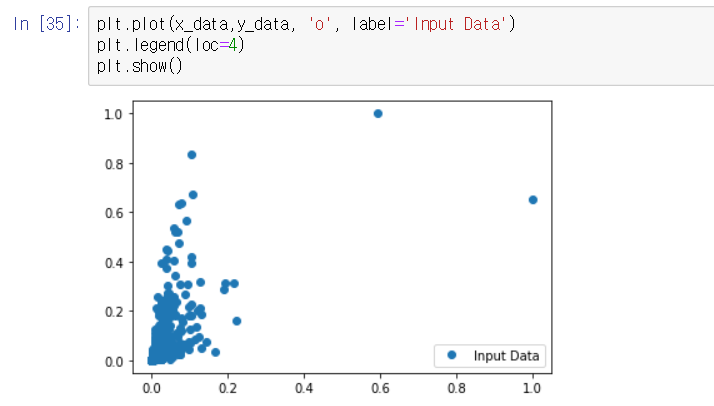 In [35]: plt.plot(x_data,y_data, 'o', label='Input Data')
plt.legend(loc=4)
plt.show()
1.0
0.8
0.6
0.4
0.2
0.0
Input Data
0.0 0.2 0.4 0.6 0.8 1.0